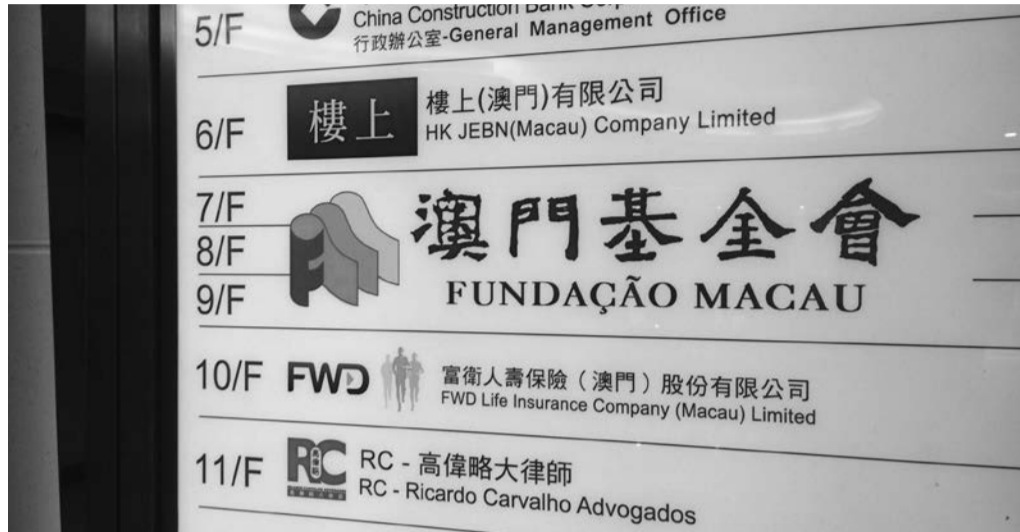 5/F
China Construction Bank
行政辦公室-General Management Office
6/F
樓上
樓上(澳門)有限公司
HK JEBN(Macau) Company Limited
7/F
8/F
9/F
澳門基金會
FUNDAÇÃO MACAU
10/F
FWD
富衛人壽保險（澳門）股份有限公司
FWD Life Insurance Company (Macau) Limited
11/F
RC
RC - 高偉略大律師
RC - Ricardo Carvalho Advogados